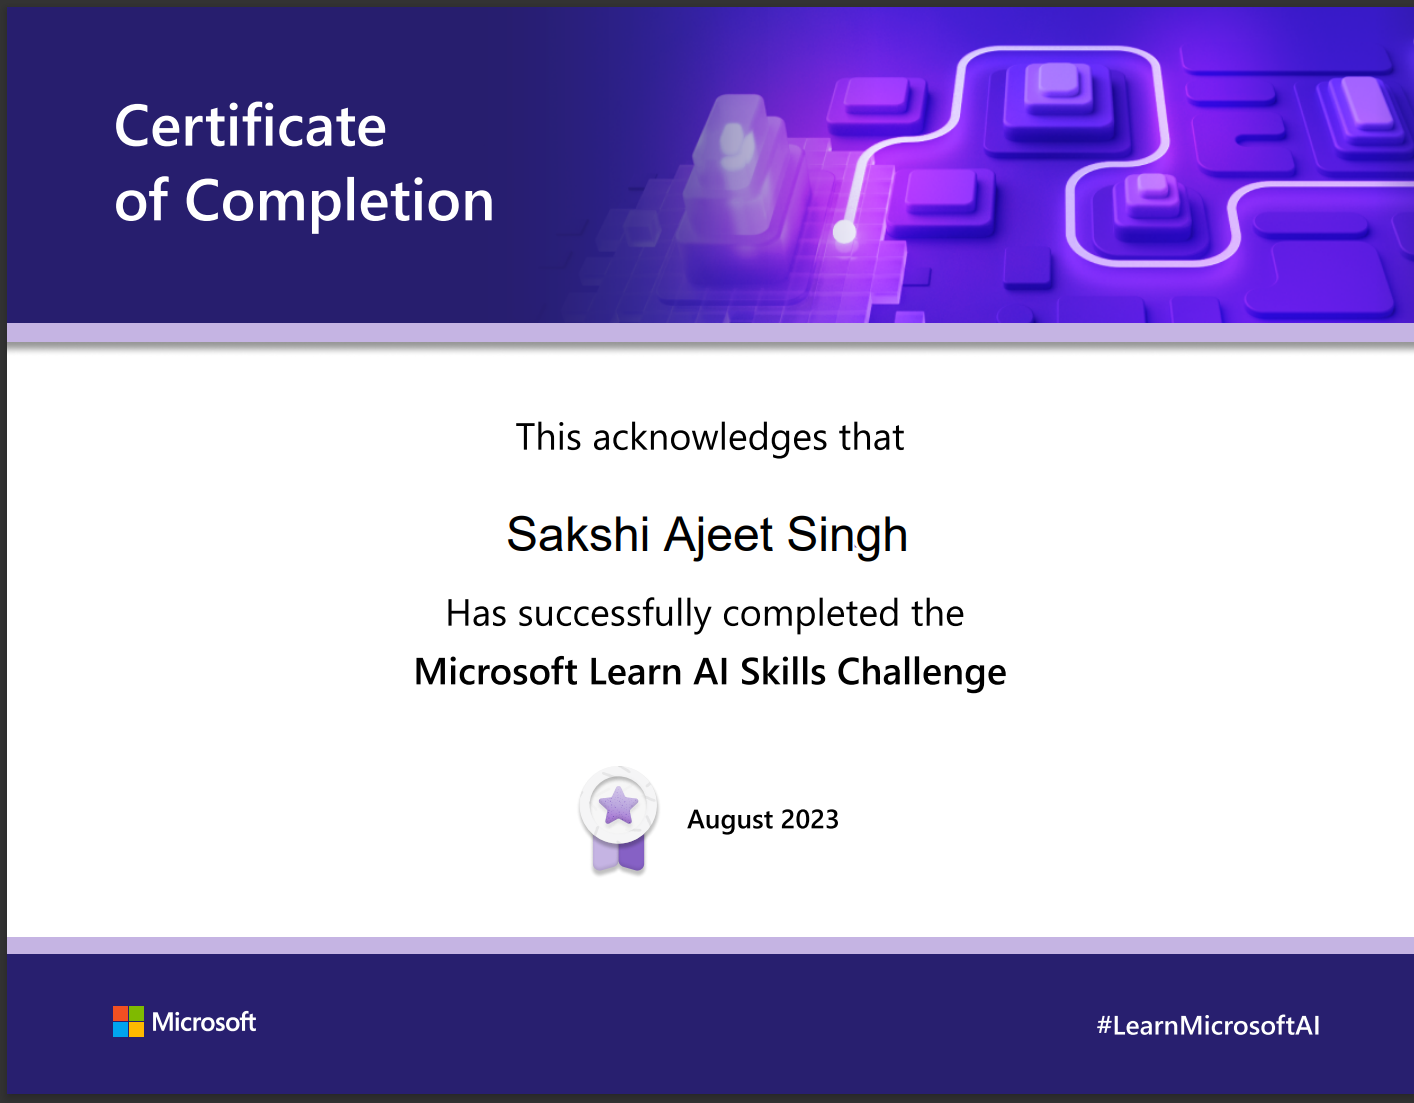 Certificate
of Completion
This acknowledges that
Sakshi Ajeet Singh
Has successfully completed the
Microsoft Learn AI Skills Challenge
August 2023
Microsoft
#LearnMicrosoftAI